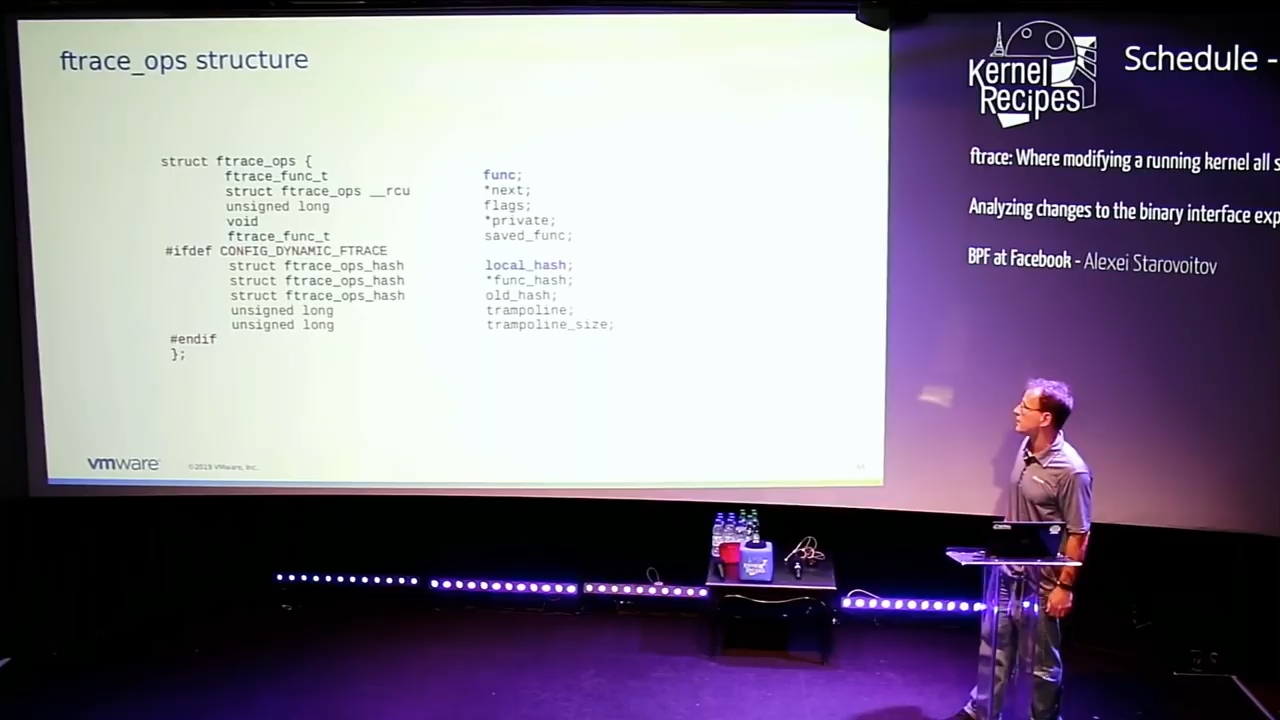 ftrace_ops structure
struct ftrace_ops {
ftrace_func_t func;
struct ftrace_ops __rcu *next;
unsigned long flags;
void *private;
ftrace_func_t saved_func;
#ifdef CONFIG_DYNAMIC_FTRACE
struct ftrace_ops_hash local_hash;
struct ftrace_ops_hash *func_hash;
struct ftrace_ops_hash old_hash;
unsigned long trampoline;
unsigned long trampoline_size;
#endif
};
vmware
©2019 VMware, Inc.
Kernel
Recipes
Schedule -
ftrace: Where modifying a running kernel all s
Analyzing changes to the binary interface exp
BPF at Facebook - Alexei Starovoitov